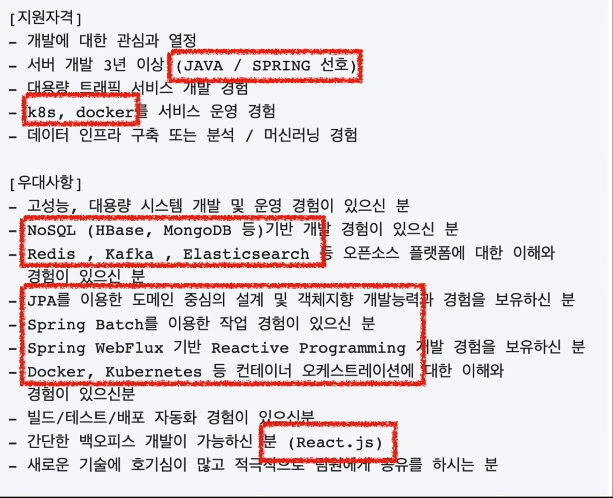 [지원자격]
- 개발에 대한 관심과 열정
- 서버 개발 3년 이상 (JAVA / SPRING 선호)
- 대용량 트래픽 서비스 개발 경험
- k8s, docker를 서비스 운영 경험
- 데이터 인프라 구축 또는 분석 / 머신러닝 경험
[우대사항]
- 고성능, 대용량 시스템 개발 및 운영 경험이 있으신 분
- NoSQL (HBase, MongoDB 등)기반 개발 경험이 있으신 분
- Redis , Kafka , Elasticsearch 등 오픈소스 플랫폼에 대한 이해와
경험이 있으신 분
- JPA를 이용한 도메인 중심의 설계 및 객체지향 개발능력과 경험을 보유하신 분
- Spring Batch를 이용한 작업 경험이 있으신 분
- Spring WebFlux 기반 Reactive Programming 개발 경험을 보유하신 분
- Docker, Kubernetes 등 컨테이너 오케스트레이션에 대한 이해와
경험이 있으신분
- 빌드/테스트/배포 자동화 경험이 있으신분
- 간단한 백오피스 개발이 가능하신 분 (React.js)
- 새로운 기술에 호기심이 많고 적극적으로 팀원에게 공유를 하시는 분